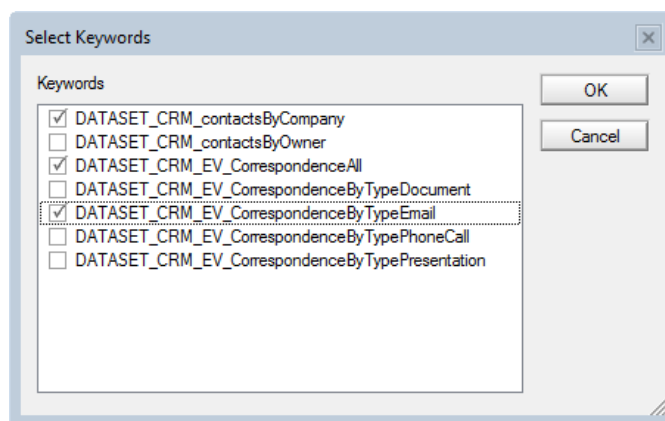 Select Keywords
Keywords
OK
DATASET_CRM_contactsByCompany
DATASET_CRM_contactsByOwner
Cancel
DATASET_CRM_EV_CorrespondenceAll
DATASET_CRM_EV_CorrespondenceByTypeDocument
DATASET_CRM_EV_CorrespondenceByTypeEmail
DATASET_CRM_EV_CorrespondenceByTypePhoneCall
DATASET_CRM_EV_CorrespondenceByTypePresentation